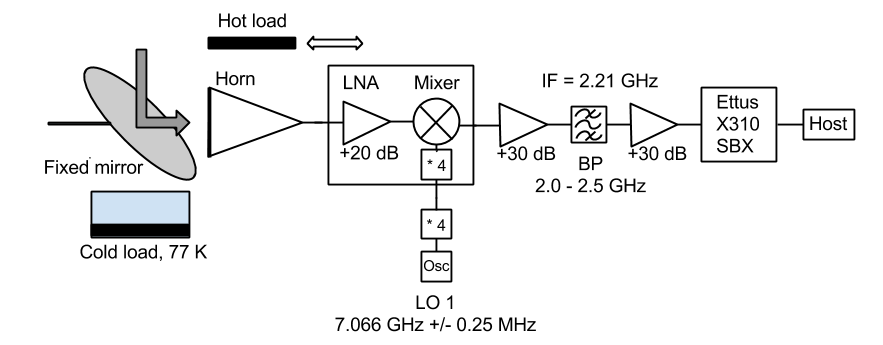 Hot load
Horn
LNA
Mixer
IF = 2.21 GHz
Ettus
X310
SBX
Host
+20 dB
* 4
+30 dB
BP
2.0 - 2.5 GHz
+30 dB
Fixed mirror
Cold load, 77 K
* 4
Osc
LO 1
7.066 GHz +/- 0.25 MHz